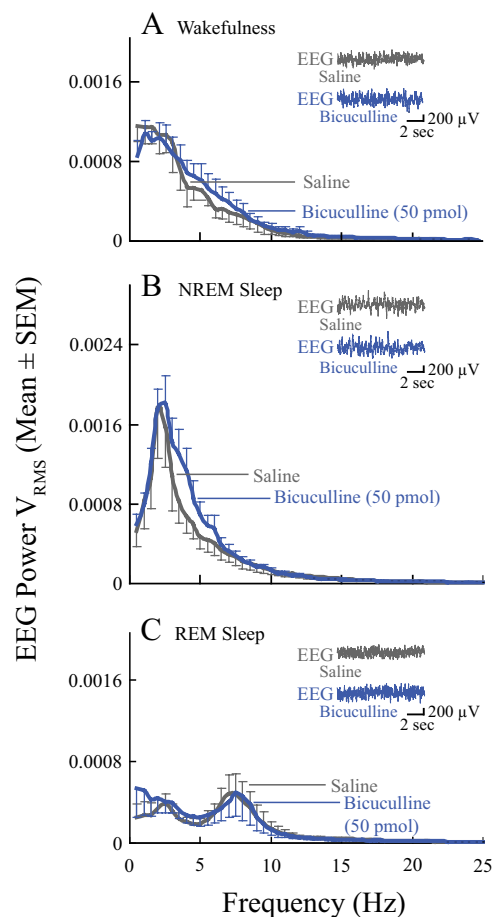 A Wakefulness
0.0016
EEG
Saline
EEG
Bicuculline
200 µV
2 sec
0.0008
Saline
Bicuculline (50 pmol)
0
B NREM Sleep
EEG
Saline
EEG
Bicuculline
200 µV
2 sec
0.0024
0.0016
Saline
0.0008
Bicuculline (50 pmol)
0
C REM Sleep
EEG
Saline
EEG
Bicuculline
200 µV
2 sec
0.0016
0.0008
Saline
Bicuculline
(50 pmol)
0
0 5 10 15 20 25
Frequency (Hz)
EEG Power VRMS (Mean ± SEM)